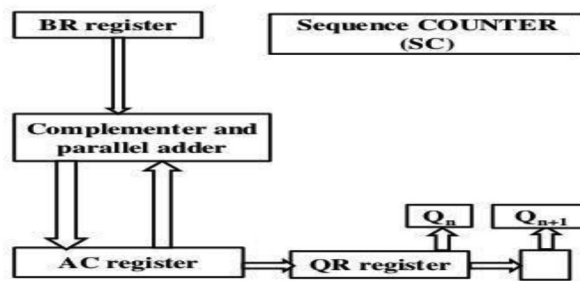 BR register
Sequence COUNTER
(SC)
Complementer and
parallel adder
Qn
Qn+1
AC register
QR register